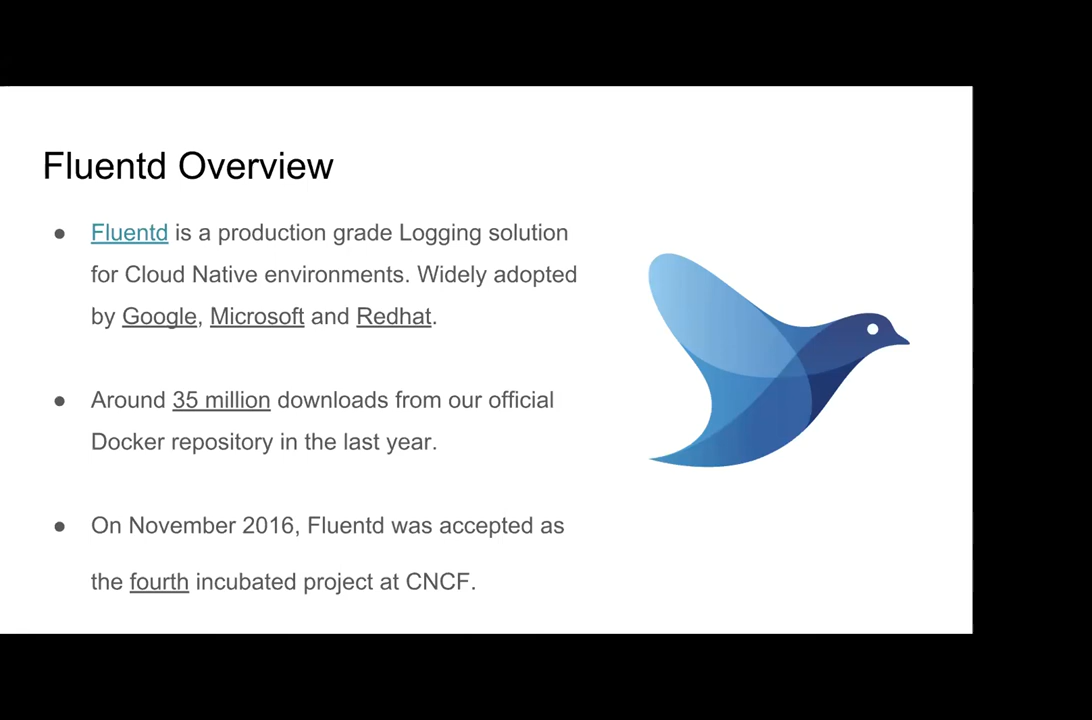 Fluentd Overview
● Fluentd is a production grade Logging solution
for Cloud Native environments. Widely adopted
by Google, Microsoft and Redhat.
● Around 35 million downloads from our official
Docker repository in the last year.
● On November 2016, Fluentd was accepted as
the fourth incubated project at CNCF.